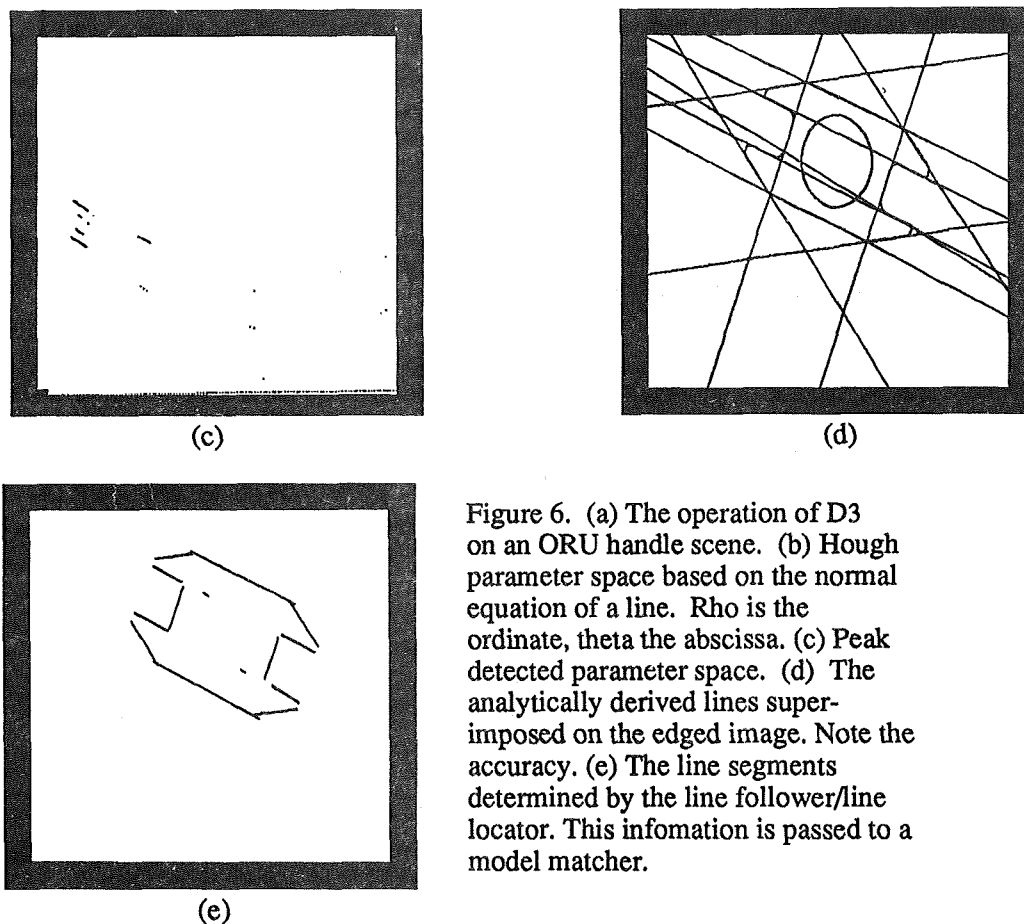 (c)
(d)
Figure 6. (a) The operation of D3
on an ORU handle scene. (b) Hough
parameter space based on the normal
equation of a line. Rho is the
ordinate, theta the abscissa. (c) Peak
detected parameter space. (d) The
analytically derived lines super-
imposed on the edged image. Note the
accuracy. (e) The line segments
determined by the line follower/line
locator. This infomation is passed to a
model matcher.
(e)